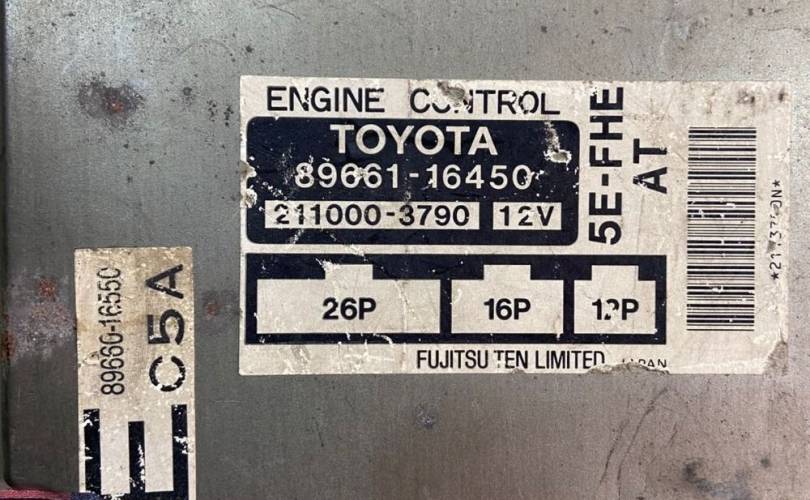 ENGINE CONTROL
TOYOTA
89661-16450
211000-3790 12V
5E-FHE
AT
26P 16P 12P
FUJITSU TEN LIMITED JAPAN
89660-16550
C5A
E